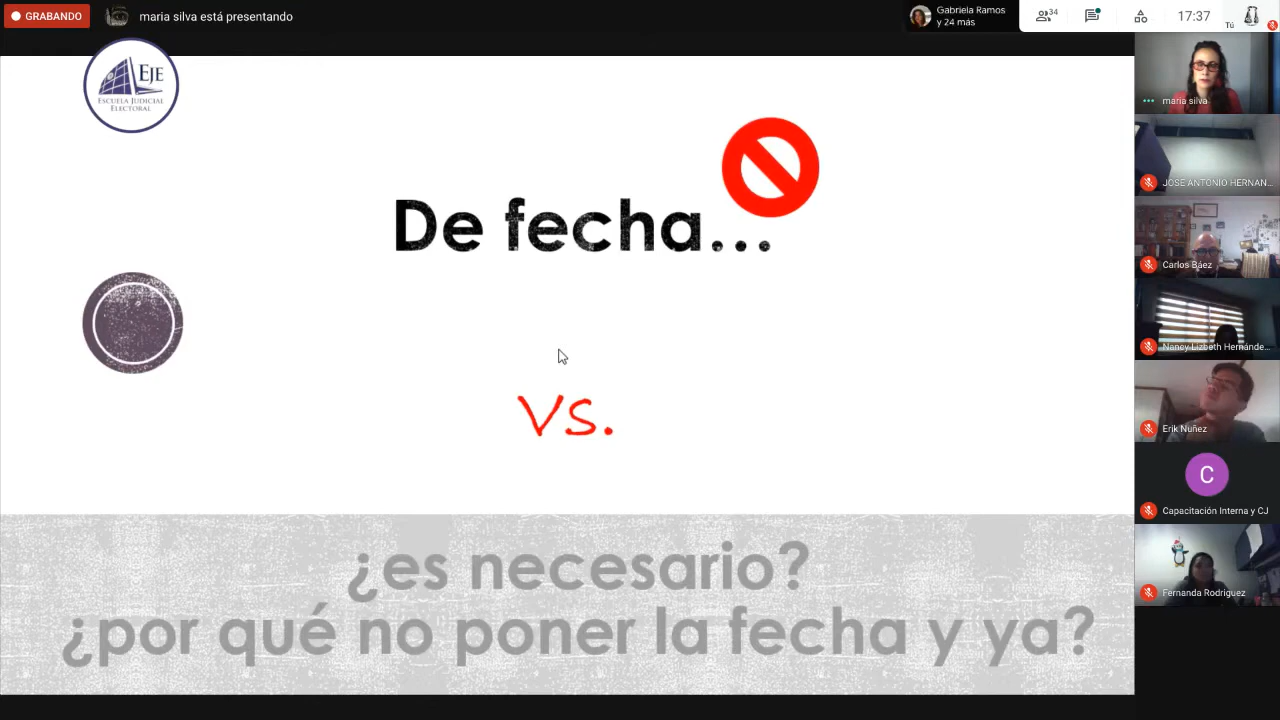 GRABANDO
maria silva está presentando
Gabriela Ramos
y 24 más
34
17:37
Tú
EJE
ESCUELA JUDICIAL
ELECTORAL
De fecha...
vs.
¿es necesario?
¿por qué no poner la fecha y ya?
maria silva
JOSE ANTONIO HERNAN...
Carlos Báez
Nancy Lizbeth Hernánde...
Erik Nuñez
C
Capacitación Interna y CJ
Fernanda Rodriguez